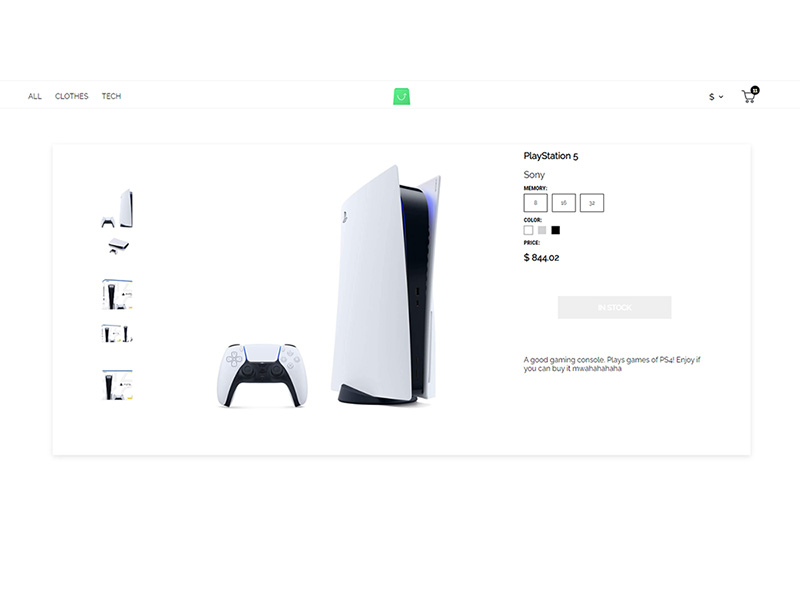 ALL CLOTHES TECH
$
11
PlayStation 5
Sony
MEMORY:
8 16 32
COLOR:
PRICE:
$ 844.02
IN STOCK
A good gaming console. Plays games of PS4! Enjoy if
you can buy it mwahahahaha